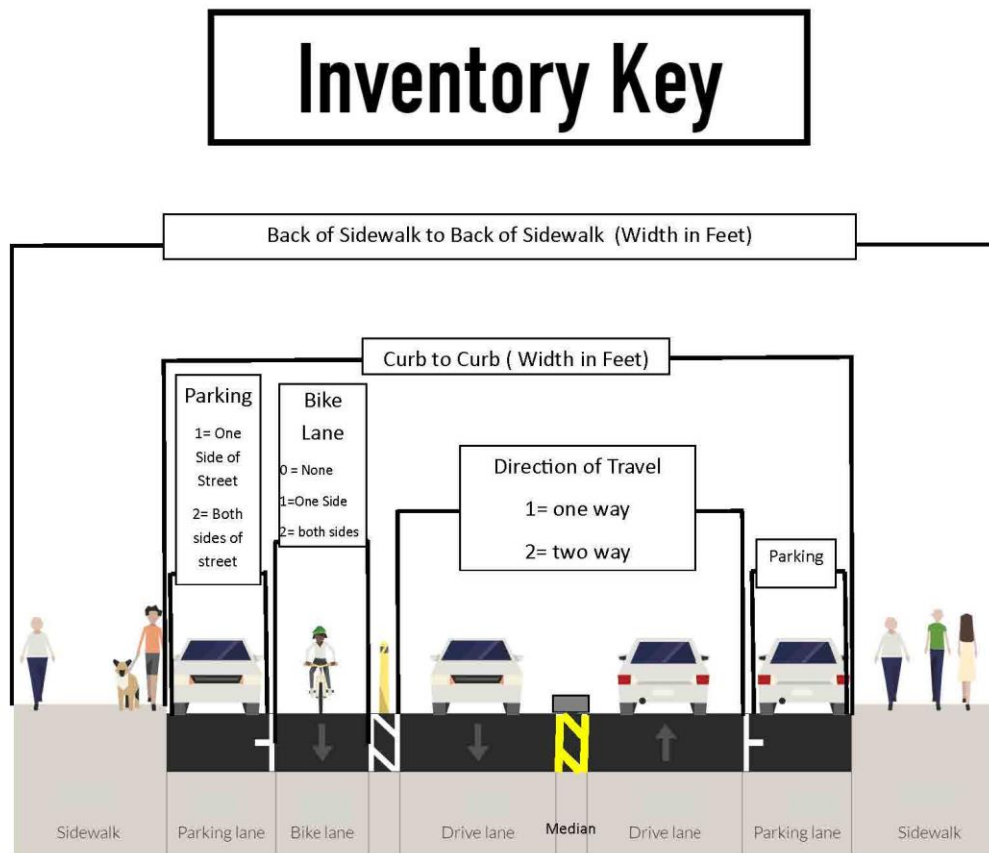 Inventory Key
Back of Sidewalk to Back of Sidewalk (Width in Feet)
Curb to Curb ( Width in Feet)
Parking
1= One
Side of
Street
2= Both
sides of
street
Bike
Lane
0 = None
1=One Side
2= both sides
Direction of Travel
1= one way
2= two way
Parking
Sidewalk
Parking lane
Bike lane
Drive lane
Median
Drive lane
Parking lane
Sidewalk